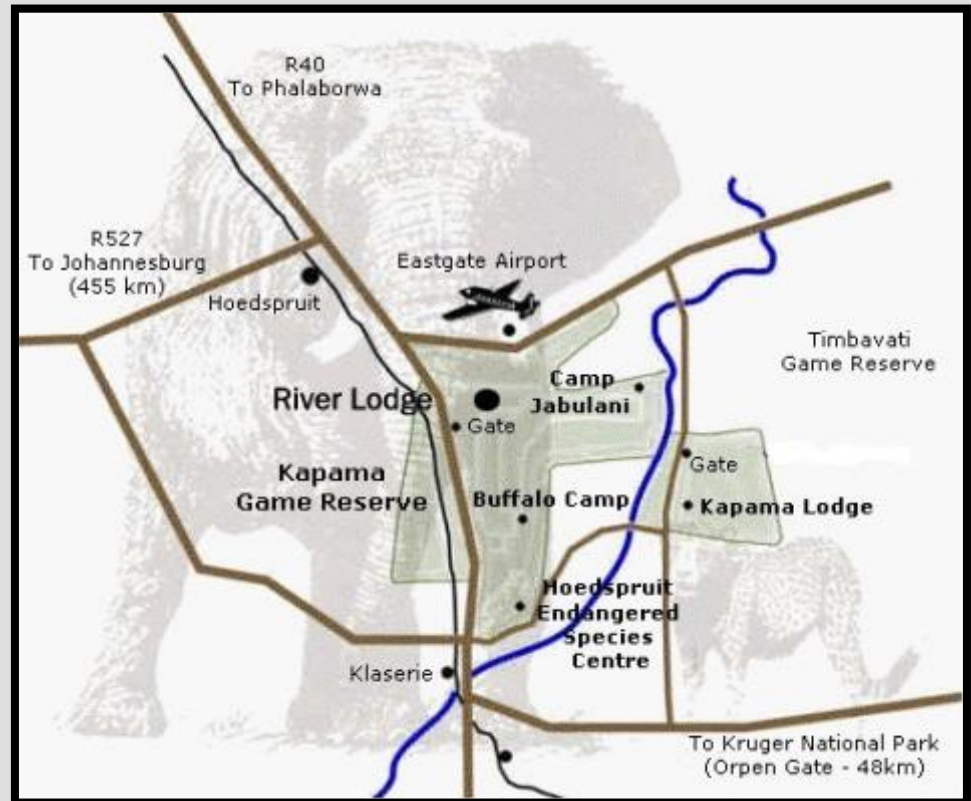 R40
To Phalaborwa
R527
To Johannesburg
(455 km)
Hoedspruit
Eastgate Airport
Timbavati
Game Reserve
Camp
Jabulani
River Lodge
Gate
Gate
Kapama
Game Reserve
Buffalo Camp
Kapama Lodge
Hoedspruit
Endangered
Species
Centre
Klaserie
To Kruger National Park
(Orpen Gate - 48km)